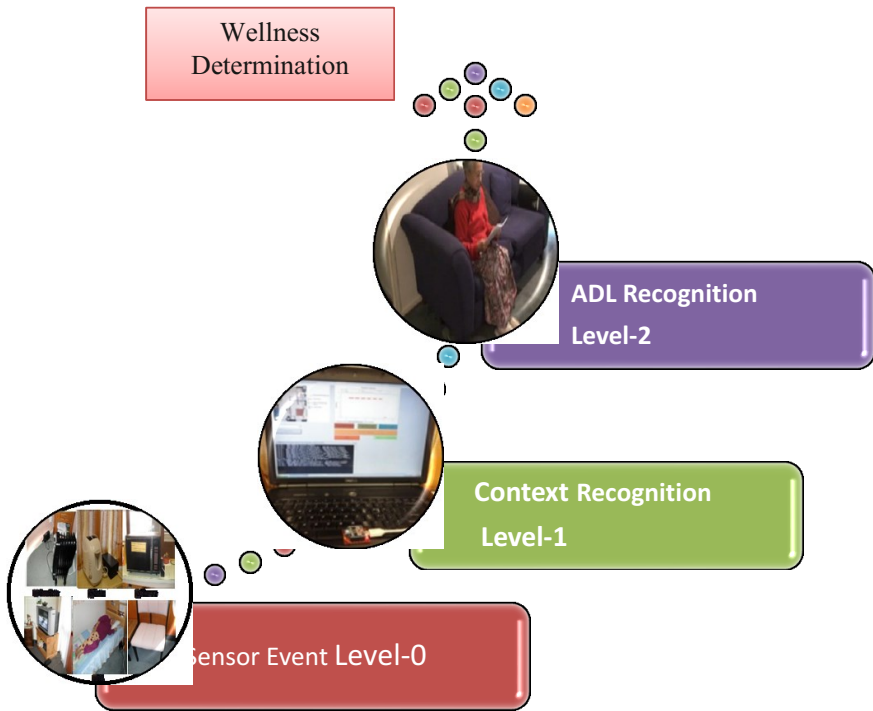 Wellness
Determination
ADL Recognition
Level-2
Context Recognition
Level-1
Sensor Event Level-0